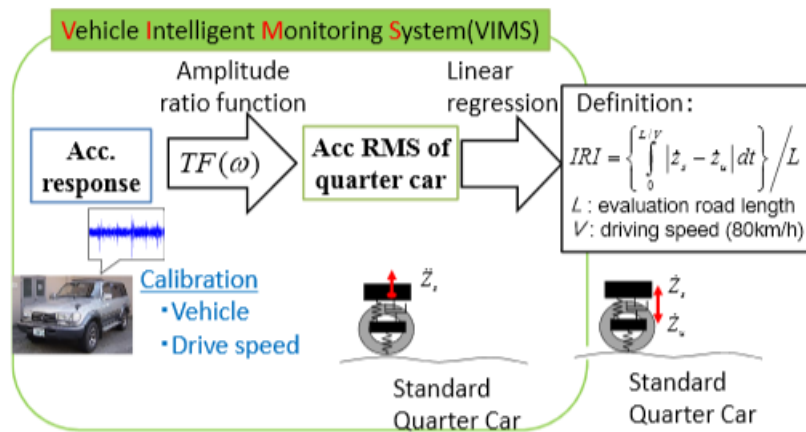 Vehicle Intelligent Monitoring System(VIMS)
Amplitude
ratio function
Linear
regression
Definition:
Acc.
response
TF(ω)
Acc RMS of
quarter car
IRI = { ∫₀^{L/V} |ż_s − ż_u| dt } / L
L : evaluation road length
V : driving speed (80km/h)
Calibration
・Vehicle
・Drive speed
z̈_s
Ż_s
Ż_u
Standard
Quarter Car
Standard
Quarter Car